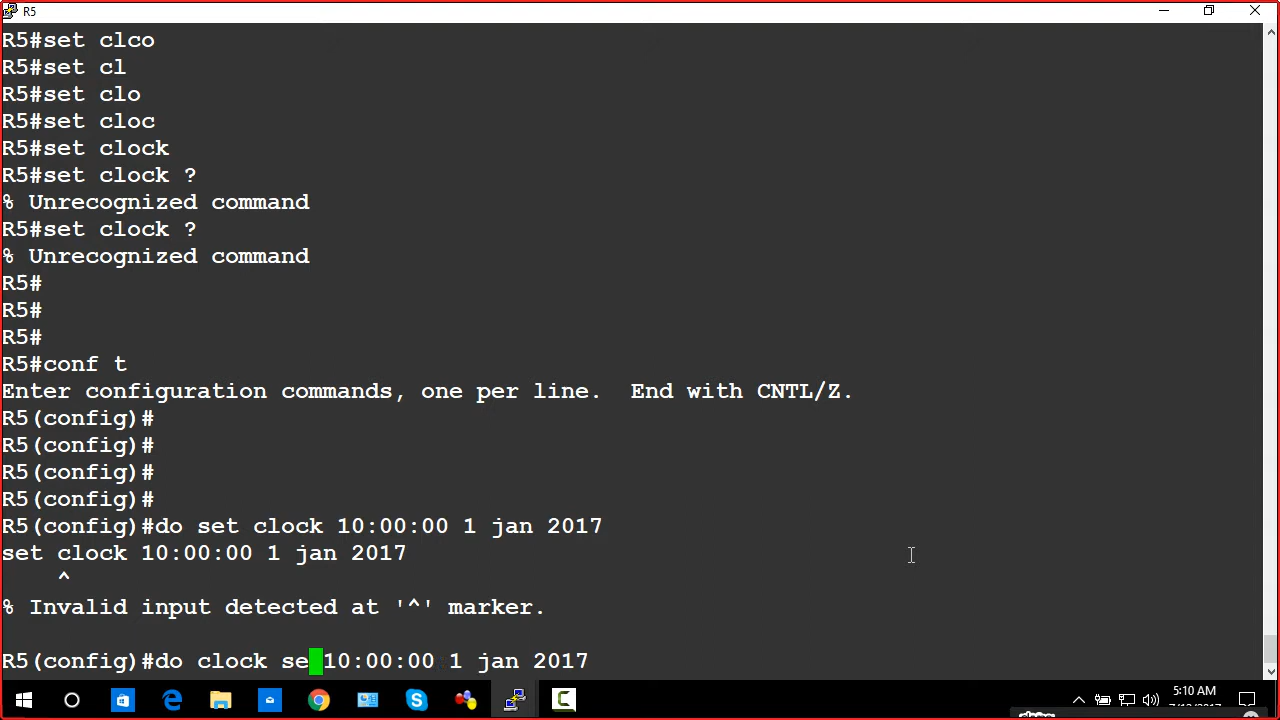 R5
R5#set clco
R5#set cl
R5#set clo
R5#set cloc
R5#set clock
R5#set clock ?
% Unrecognized command
R5#set clock ?
% Unrecognized command
R5#
R5#
R5#
R5#conf t
Enter configuration commands, one per line.  End with CNTL/Z.
R5(config)#
R5(config)#
R5(config)#
R5(config)#
R5(config)#do set clock 10:00:00 1 jan 2017
set clock 10:00:00 1 jan 2017
^
% Invalid input detected at '^' marker.
R5(config)#do clock se 10:00:00 1 jan 2017
5:10 AM